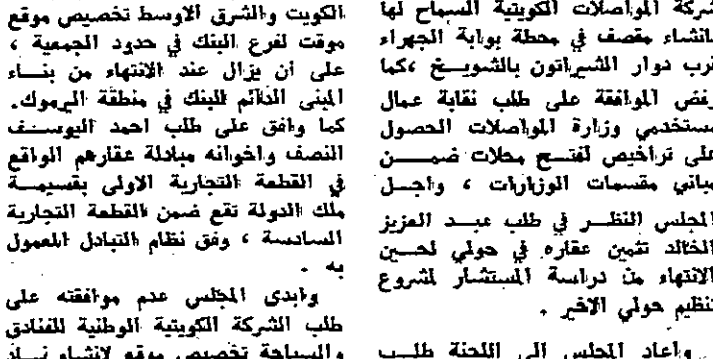 شركة المواصلات الكويتية السماح لها
بانشاء مقصف في محطة بوابة الجهراء
قرب دوار الشيراتون بالشويخ ، كما
رفض الموافقة على طلب نقابة عمال
مستخدمي وزارة المواصلات الحصول
على تراخيص لفتح محلات ضمن
مباني مقسمات الوزارات ، واجل
المجلس النظر في طلب عبد العزيز
الخالد تثمين عقاره في حولي لحين
الانتهاء من دراسة المستشار لمشروع
تنظيم حولي الاخير .
واعاد المجلس الى اللجنة طلب
الكويت والشرق الاوسط تخصيص موقع
موقت لفرع البنك في حدود الجمعية ،
على أن يزال عند الانتهاء من بناء
المبنى الدائم للبنك في منطقة اليرموك.
كما وافق على طلب احمد اليوسف
النصف واخوانه مبادلة عقارهم الواقع
في القطعة التجارية الاولى بقسيمة
ملك الدولة تقع ضمن القطعة التجارية
السادسة ، وفق نظام التبادل المعمول
به .
وابدى المجلس عدم موافقته على
طلب الشركة الكويتية الوطنية للفنادق
والسياحة تخصيص موقع لانشاء